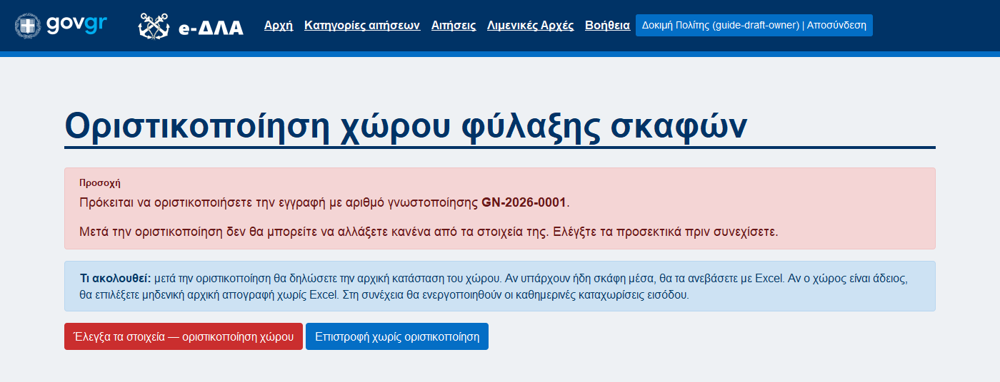 govgr
e-ΔΛΑ
Αρχή Κατηγορίες αιτήσεων Αιτήσεις Λιμενικές Αρχές Βοήθεια Δοκιμή Πολίτης (guide-draft-owner) | Αποσύνδεση
Οριστικοποίηση χώρου φύλαξης σκαφών
Προσοχή
Πρόκειται να οριστικοποιήσετε την εγγραφή με αριθμό γνωστοποίησης GN-2026-0001.
Μετά την οριστικοποίηση δεν θα μπορείτε να αλλάξετε κανένα από τα στοιχεία της. Ελέγξτε τα προσεκτικά πριν συνεχίσετε.
Τι ακολουθεί: μετά την οριστικοποίηση θα δηλώσετε την αρχική κατάσταση του χώρου. Αν υπάρχουν ήδη σκάφη μέσα, θα τα ανεβάσετε με Excel. Αν ο χώρος είναι άδειος,
θα επιλέξετε μηδενική αρχική απογραφή χωρίς Excel. Στη συνέχεια θα ενεργοποιηθούν οι καθημερινές καταχωρίσεις εισόδου.
Έλεγξα τα στοιχεία — οριστικοποίηση χώρου Επιστροφή χωρίς οριστικοποίηση